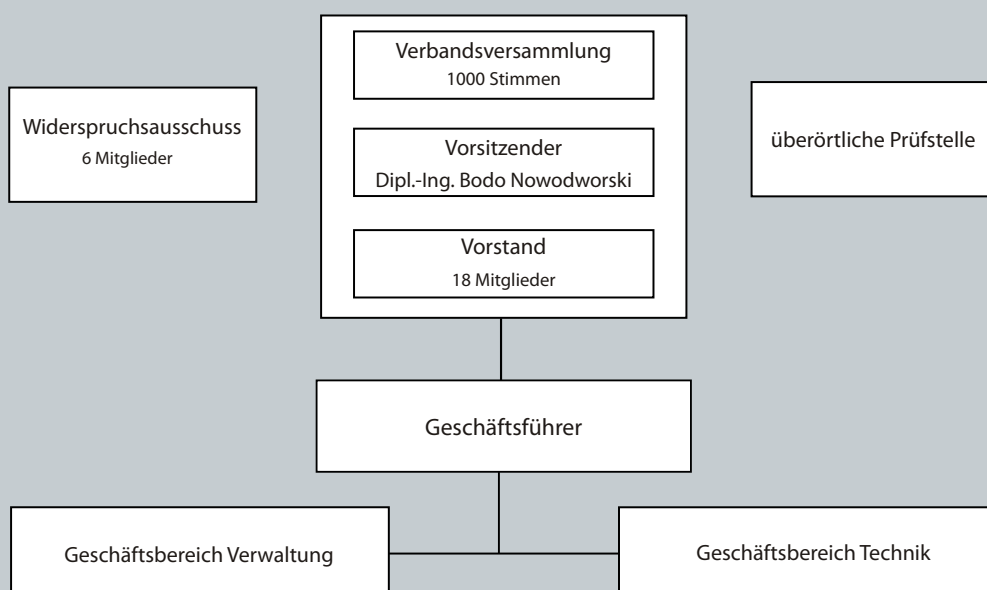 Verbandsversammlung
1000 Stimmen
Widerspruchsausschuss
6 Mitglieder
Vorsitzender
Dipl.-Ing. Bodo Nowodworski
überörtliche Prüfstelle
Vorstand
18 Mitglieder
Geschäftsführer
Geschäftsbereich Verwaltung
Geschäftsbereich Technik